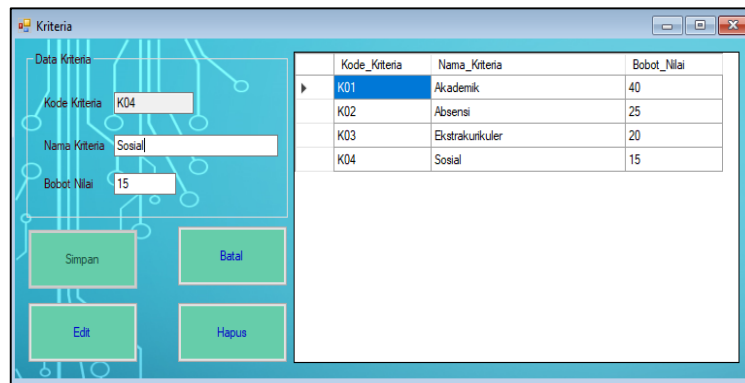 Kriteria
Data Kriteria
Kode Kriteria K04
Nama Kriteria Sosial
Bobot Nilai 15
Simpan Batal
Edit Hapus
Kode_Kriteria Nama_Kriteria Bobot_Nilai
K01 Akademik 40
K02 Absensi 25
K03 Ekstrakurikuler 20
K04 Sosial 15